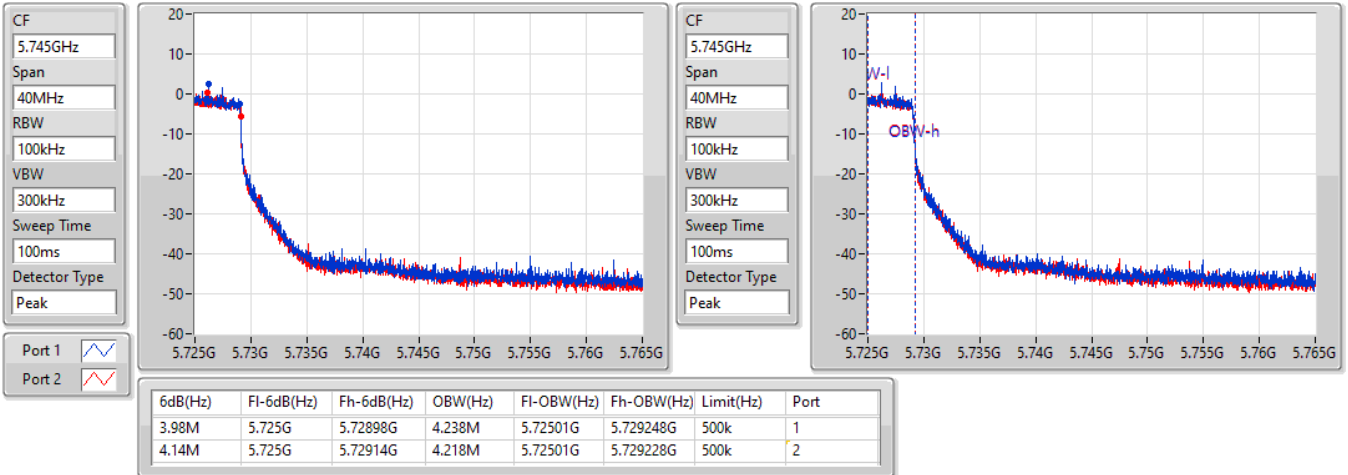 CF
5.745GHz
Span
40MHz
RBW
100kHz
VBW
300kHz
Sweep Time
100ms
Detector Type
Peak
Port 1
Port 2
20
10
0
-10
-20
-30
-40
-50
-60
5.725G 5.73G 5.735G 5.74G 5.745G 5.75G 5.755G 5.76G 5.765G
CF
5.745GHz
Span
40MHz
RBW
100kHz
VBW
300kHz
Sweep Time
100ms
Detector Type
Peak
20
10
0
-10
-20
-30
-40
-50
-60
W-l
OBW-h
5.725G 5.73G 5.735G 5.74G 5.745G 5.75G 5.755G 5.76G 5.765G
6dB(Hz) Fl-6dB(Hz) Fh-6dB(Hz) OBW(Hz) Fl-OBW(Hz) Fh-OBW(Hz) Limit(Hz) Port
3.98M 5.725G 5.72898G 4.238M 5.72501G 5.729248G 500k 1
4.14M 5.725G 5.72914G 4.218M 5.72501G 5.729228G 500k 2